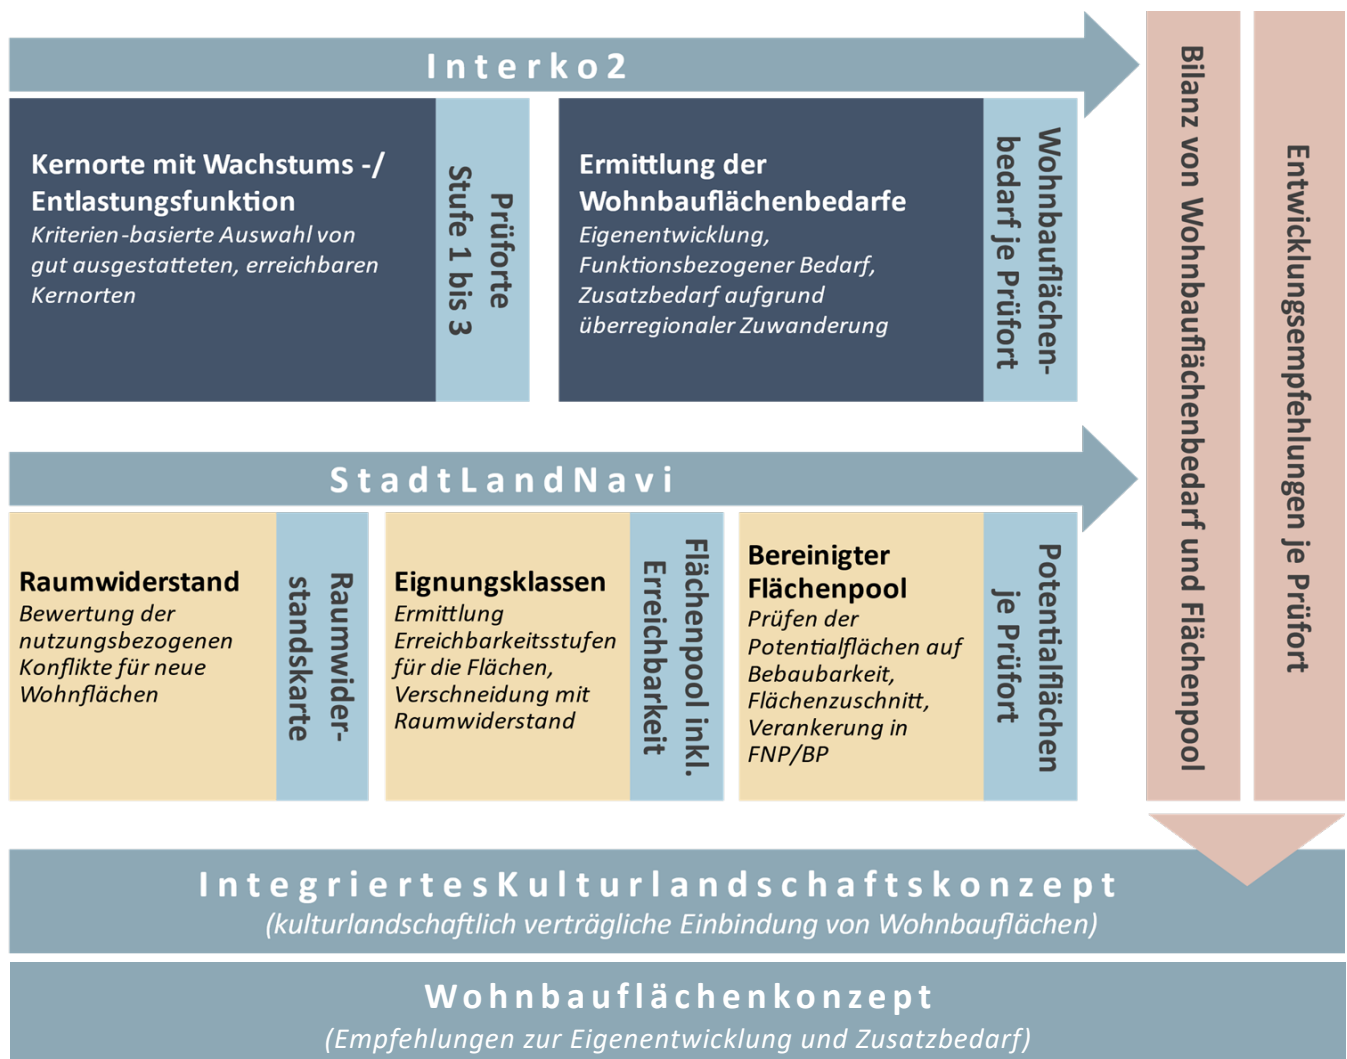 Interko2
Kernorte mit Wachstums -/
Entlastungsfunktion
Kriterien-basierte Auswahl von
gut ausgestatteten, erreichbaren
Kernorten
Prüforte
Stufe 1 bis 3
Ermittlung der
Wohnbauflächenbedarfe
Eigenentwicklung,
Funktionsbezogener Bedarf,
Zusatzbedarf aufgrund
überregionaler Zuwanderung
Wohnbauflächen-
bedarf je Prüfort
StadtLandNavi
Raumwiderstand
Bewertung der
nutzungsbezogenen
Konflikte für neue
Wohnflächen
Raumwider-
standskarte
Eignungsklassen
Ermittlung
Erreichbarkeitsstufen
für die Flächen,
Verschneidung mit
Raumwiderstand
Flächenpool inkl.
Erreichbarkeit
Bereinigter
Flächenpool
Prüfen der
Potentialflächen auf
Bebaubarkeit,
Flächenzuschnitt,
Verankerung in
FNP/BP
Potentialflächen
je Prüfort
Bilanz von Wohnbauflächenbedarf und Flächenpool
Entwicklungsempfehlungen je Prüfort
IntegriertesKulturlandschaftskonzept
(kulturlandschaftlich verträgliche Einbindung von Wohnbauflächen)
Wohnbauflächenkonzept
(Empfehlungen zur Eigenentwicklung und Zusatzbedarf)